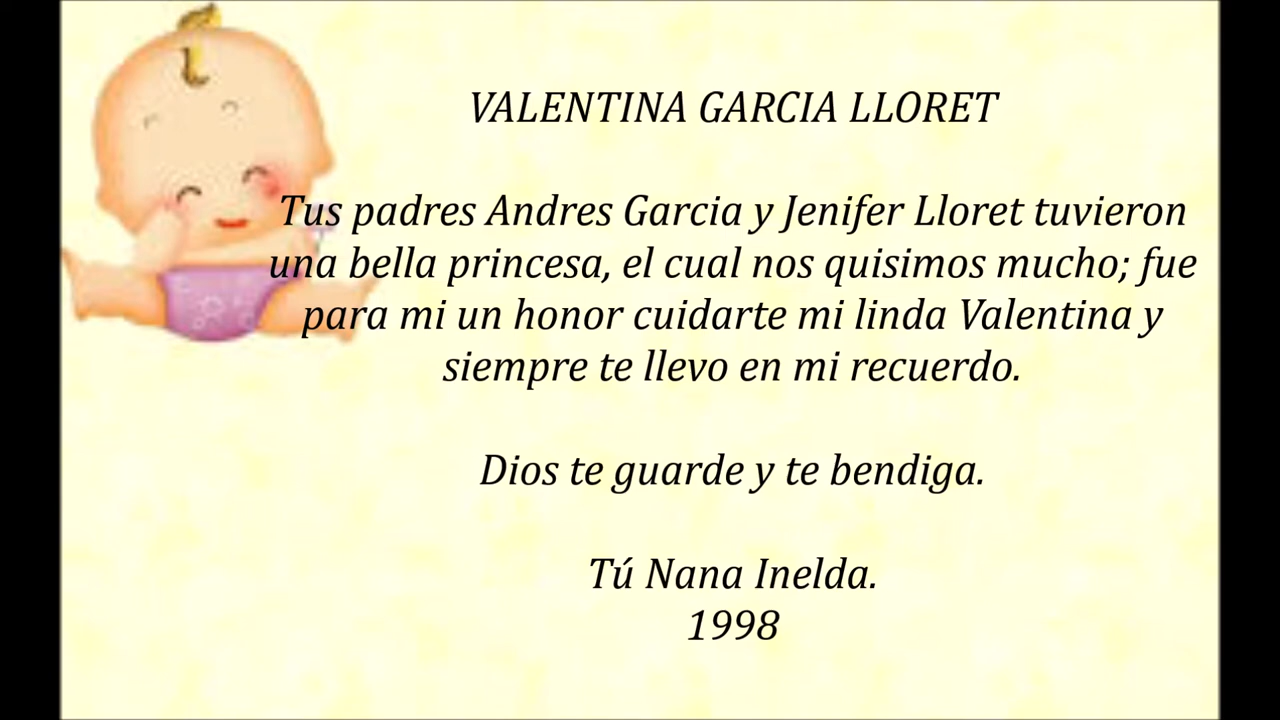 VALENTINA GARCIA LLORET
Tus padres Andres Garcia y Jenifer Lloret tuvieron
una bella princesa, el cual nos quisimos mucho; fue
para mi un honor cuidarte mi linda Valentina y
siempre te llevo en mi recuerdo.
Dios te guarde y te bendiga.
Tú Nana Inelda.
1998